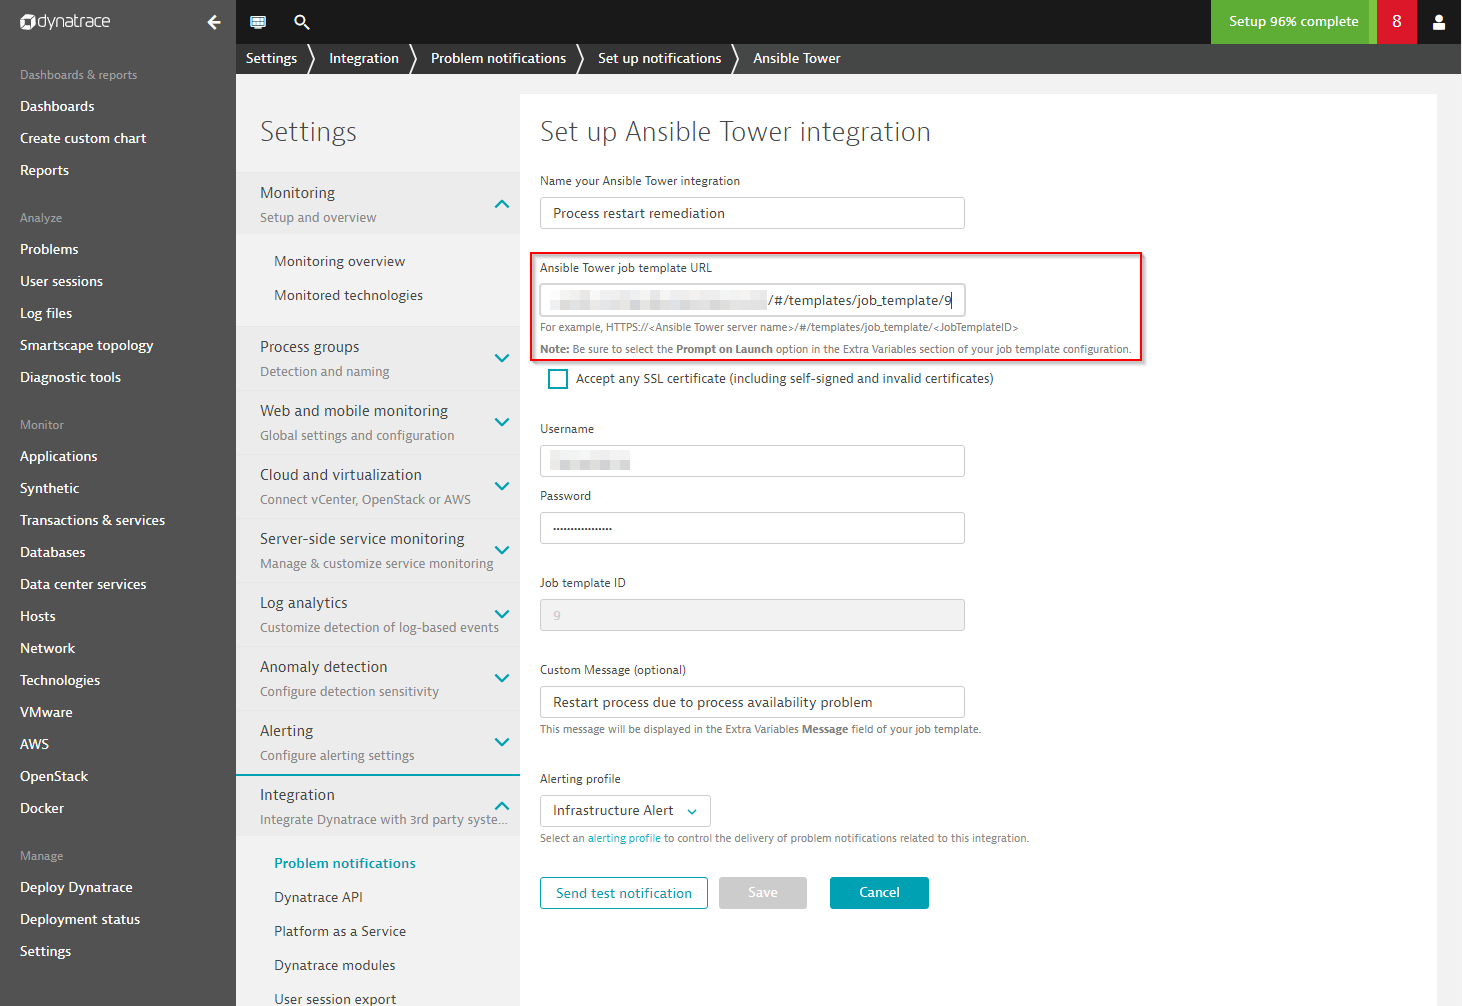 dynatrace
Setup 96% complete
8
Settings
Integration
Problem notifications
Set up notifications
Ansible Tower
Dashboards & reports
Dashboards
Create custom chart
Reports
Analyze
Problems
User sessions
Log files
Smartscape topology
Diagnostic tools
Monitor
Applications
Synthetic
Transactions & services
Databases
Data center services
Hosts
Network
Technologies
VMware
AWS
OpenStack
Docker
Manage
Deploy Dynatrace
Deployment status
Settings
Settings
Monitoring
Setup and overview
Monitoring overview
Monitored technologies
Process groups
Detection and naming
Web and mobile monitoring
Global settings and configuration
Cloud and virtualization
Connect vCenter, OpenStack or AWS
Server-side service monitoring
Manage & customize service monitoring
Log analytics
Customize detection of log-based events
Anomaly detection
Configure detection sensitivity
Alerting
Configure alerting settings
Integration
Integrate Dynatrace with 3rd party syste...
Problem notifications
Dynatrace API
Platform as a Service
Dynatrace modules
User session export
Set up Ansible Tower integration
Name your Ansible Tower integration
Process restart remediation
Ansible Tower job template URL
/#/templates/job_template/9
For example, HTTPS://<Ansible Tower server name>/#/templates/job_template/<JobTemplateID>
Note: Be sure to select the Prompt on Launch option in the Extra Variables section of your job template configuration.
Accept any SSL certificate (including self-signed and invalid certificates)
Username
Password
Job template ID
9
Custom Message (optional)
Restart process due to process availability problem
This message will be displayed in the Extra Variables Message field of your job template.
Alerting profile
Infrastructure Alert
Select an alerting profile to control the delivery of problem notifications related to this integration.
Send test notification
Save
Cancel